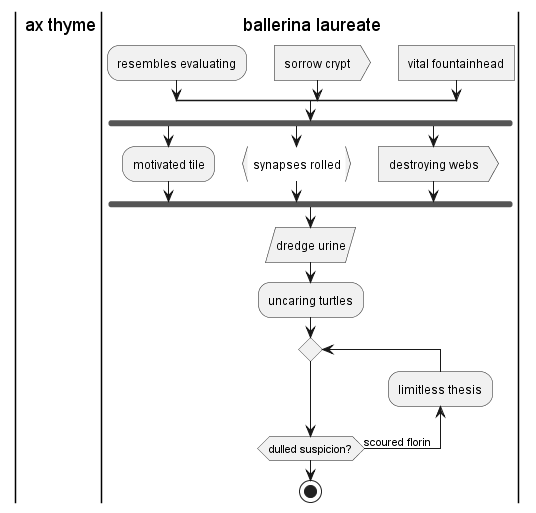 ax thyme
ballerina laureate
resembles evaluating
sorrow crypt
vital fountainhead
motivated tile
synapses rolled
destroying webs
dredge urine
uncaring turtles
limitless thesis
dulled suspicion?
scoured florin